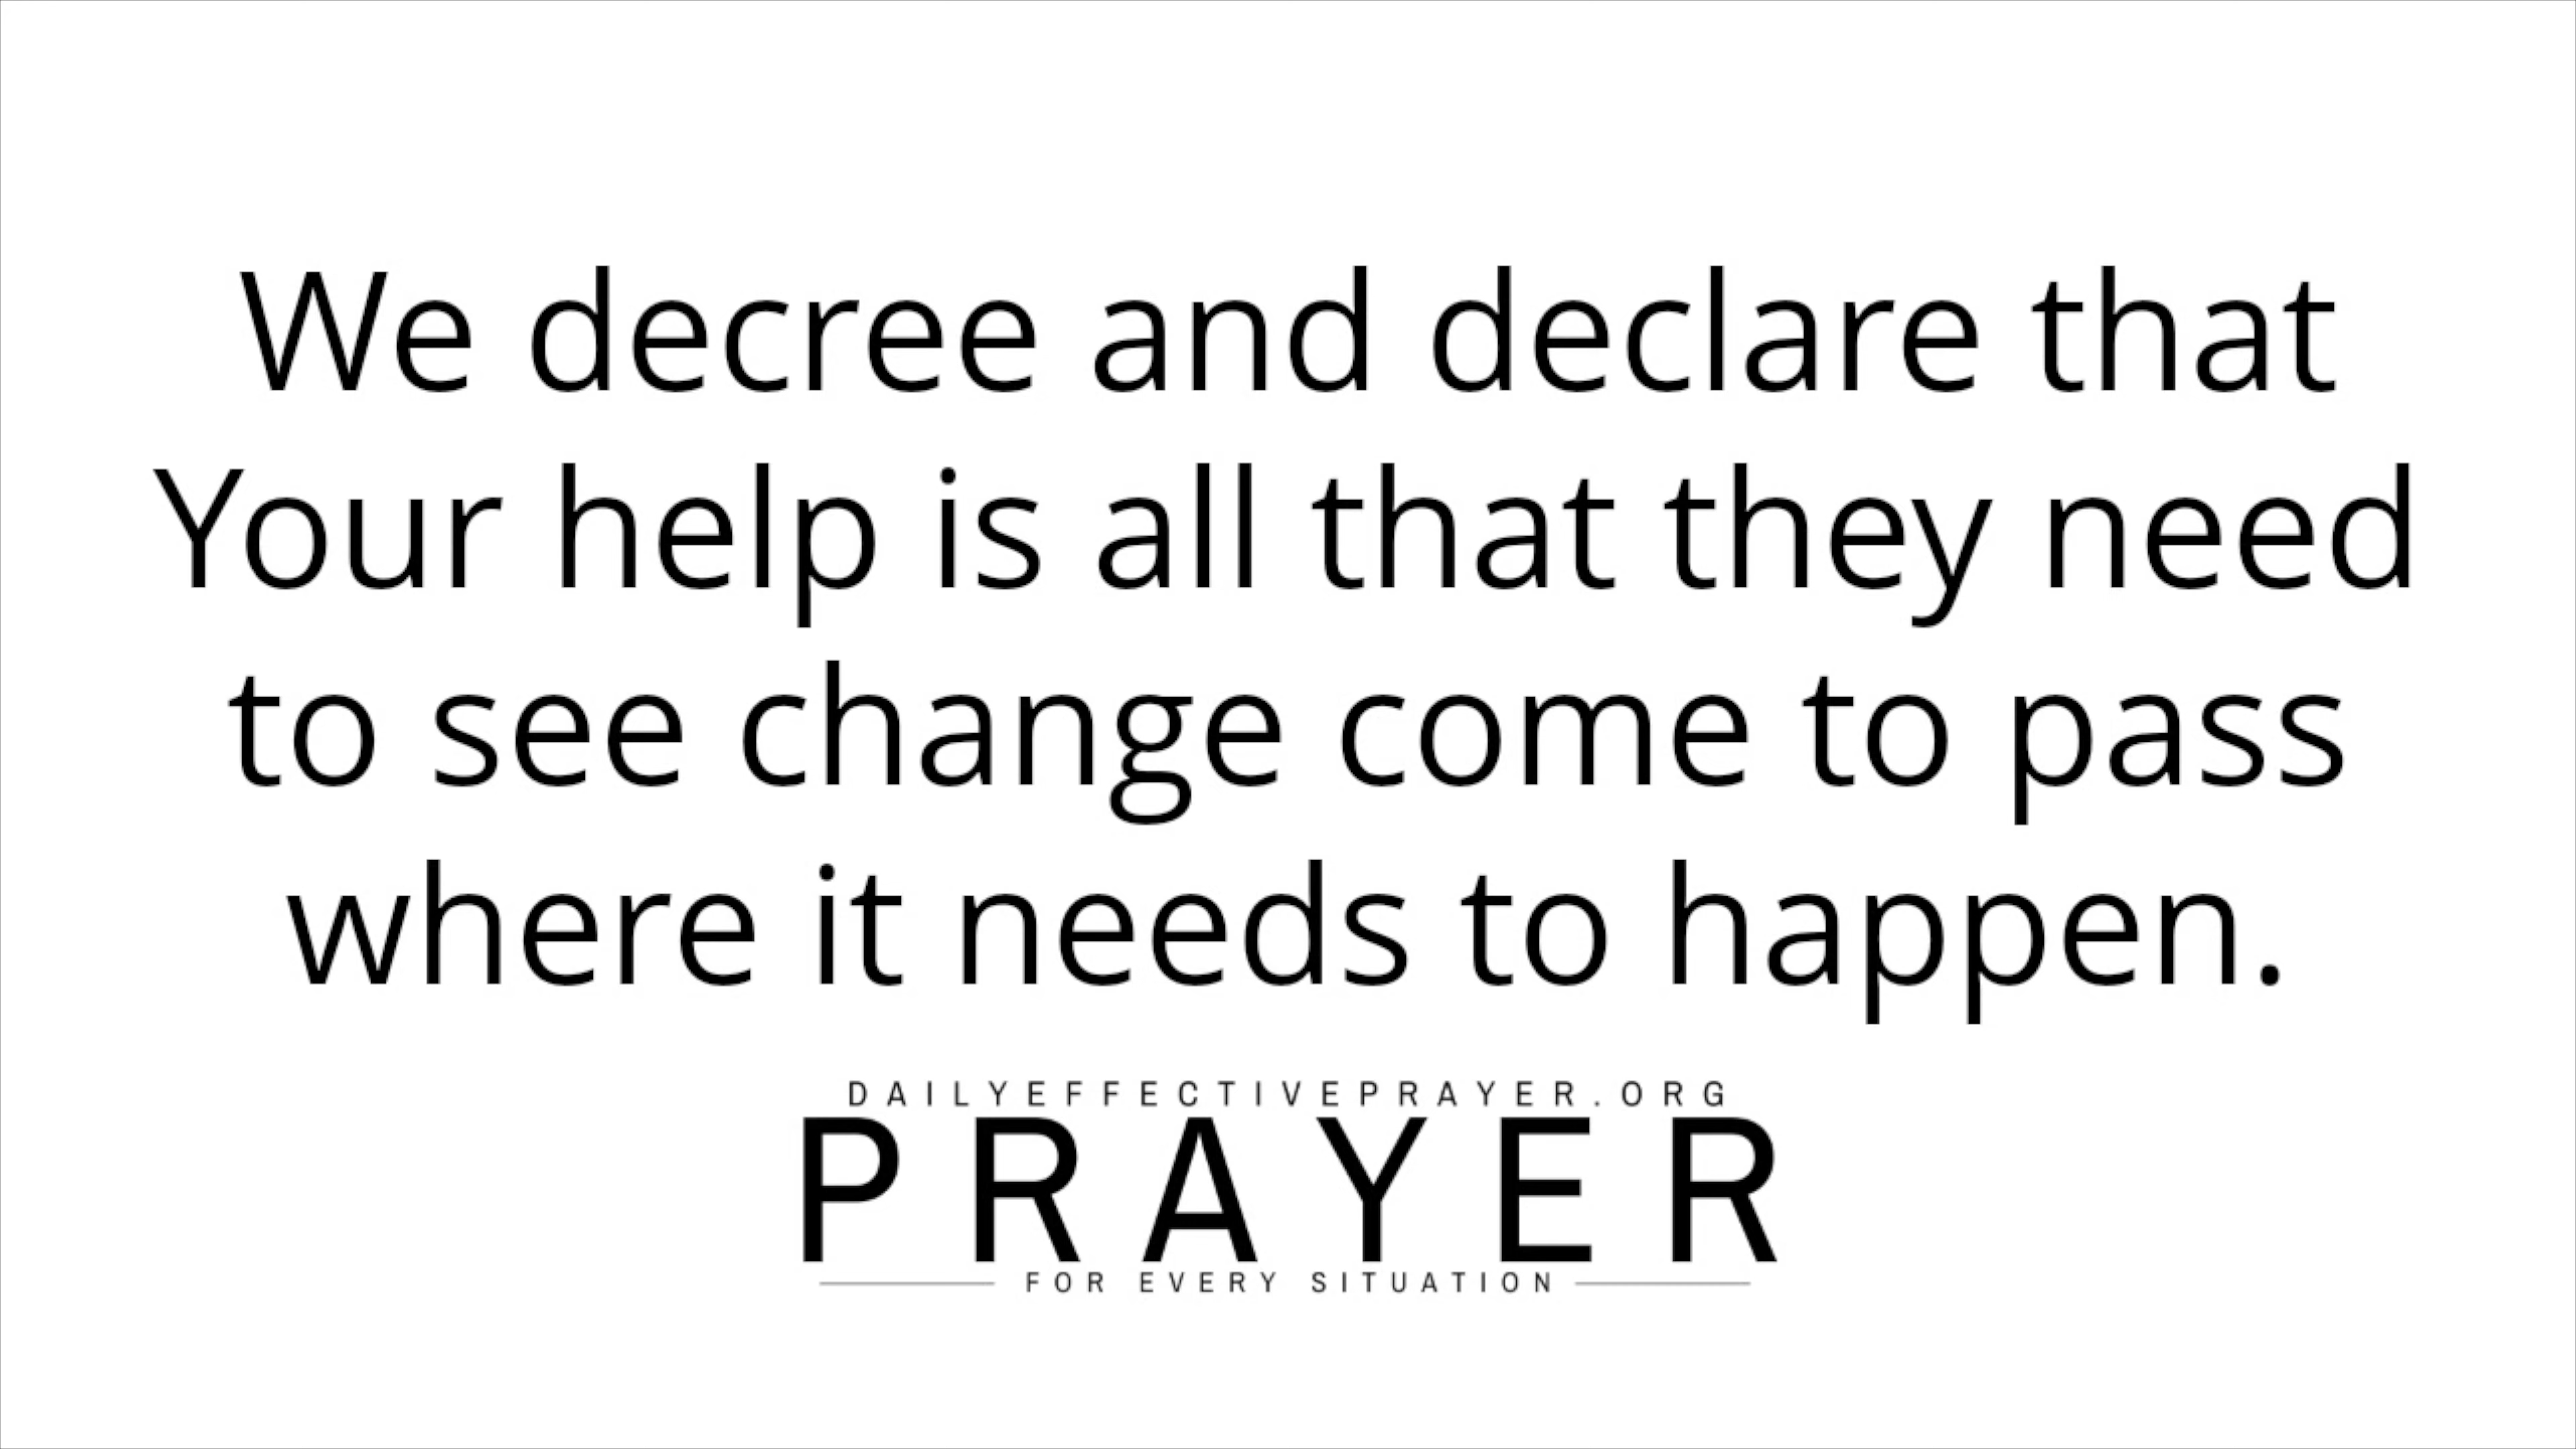 We decree and declare that
Your help is all that they need
to see change come to pass
where it needs to happen.
DAILYEFFECTIVEPRAYER.ORG
PRAYER
FOR EVERY SITUATION